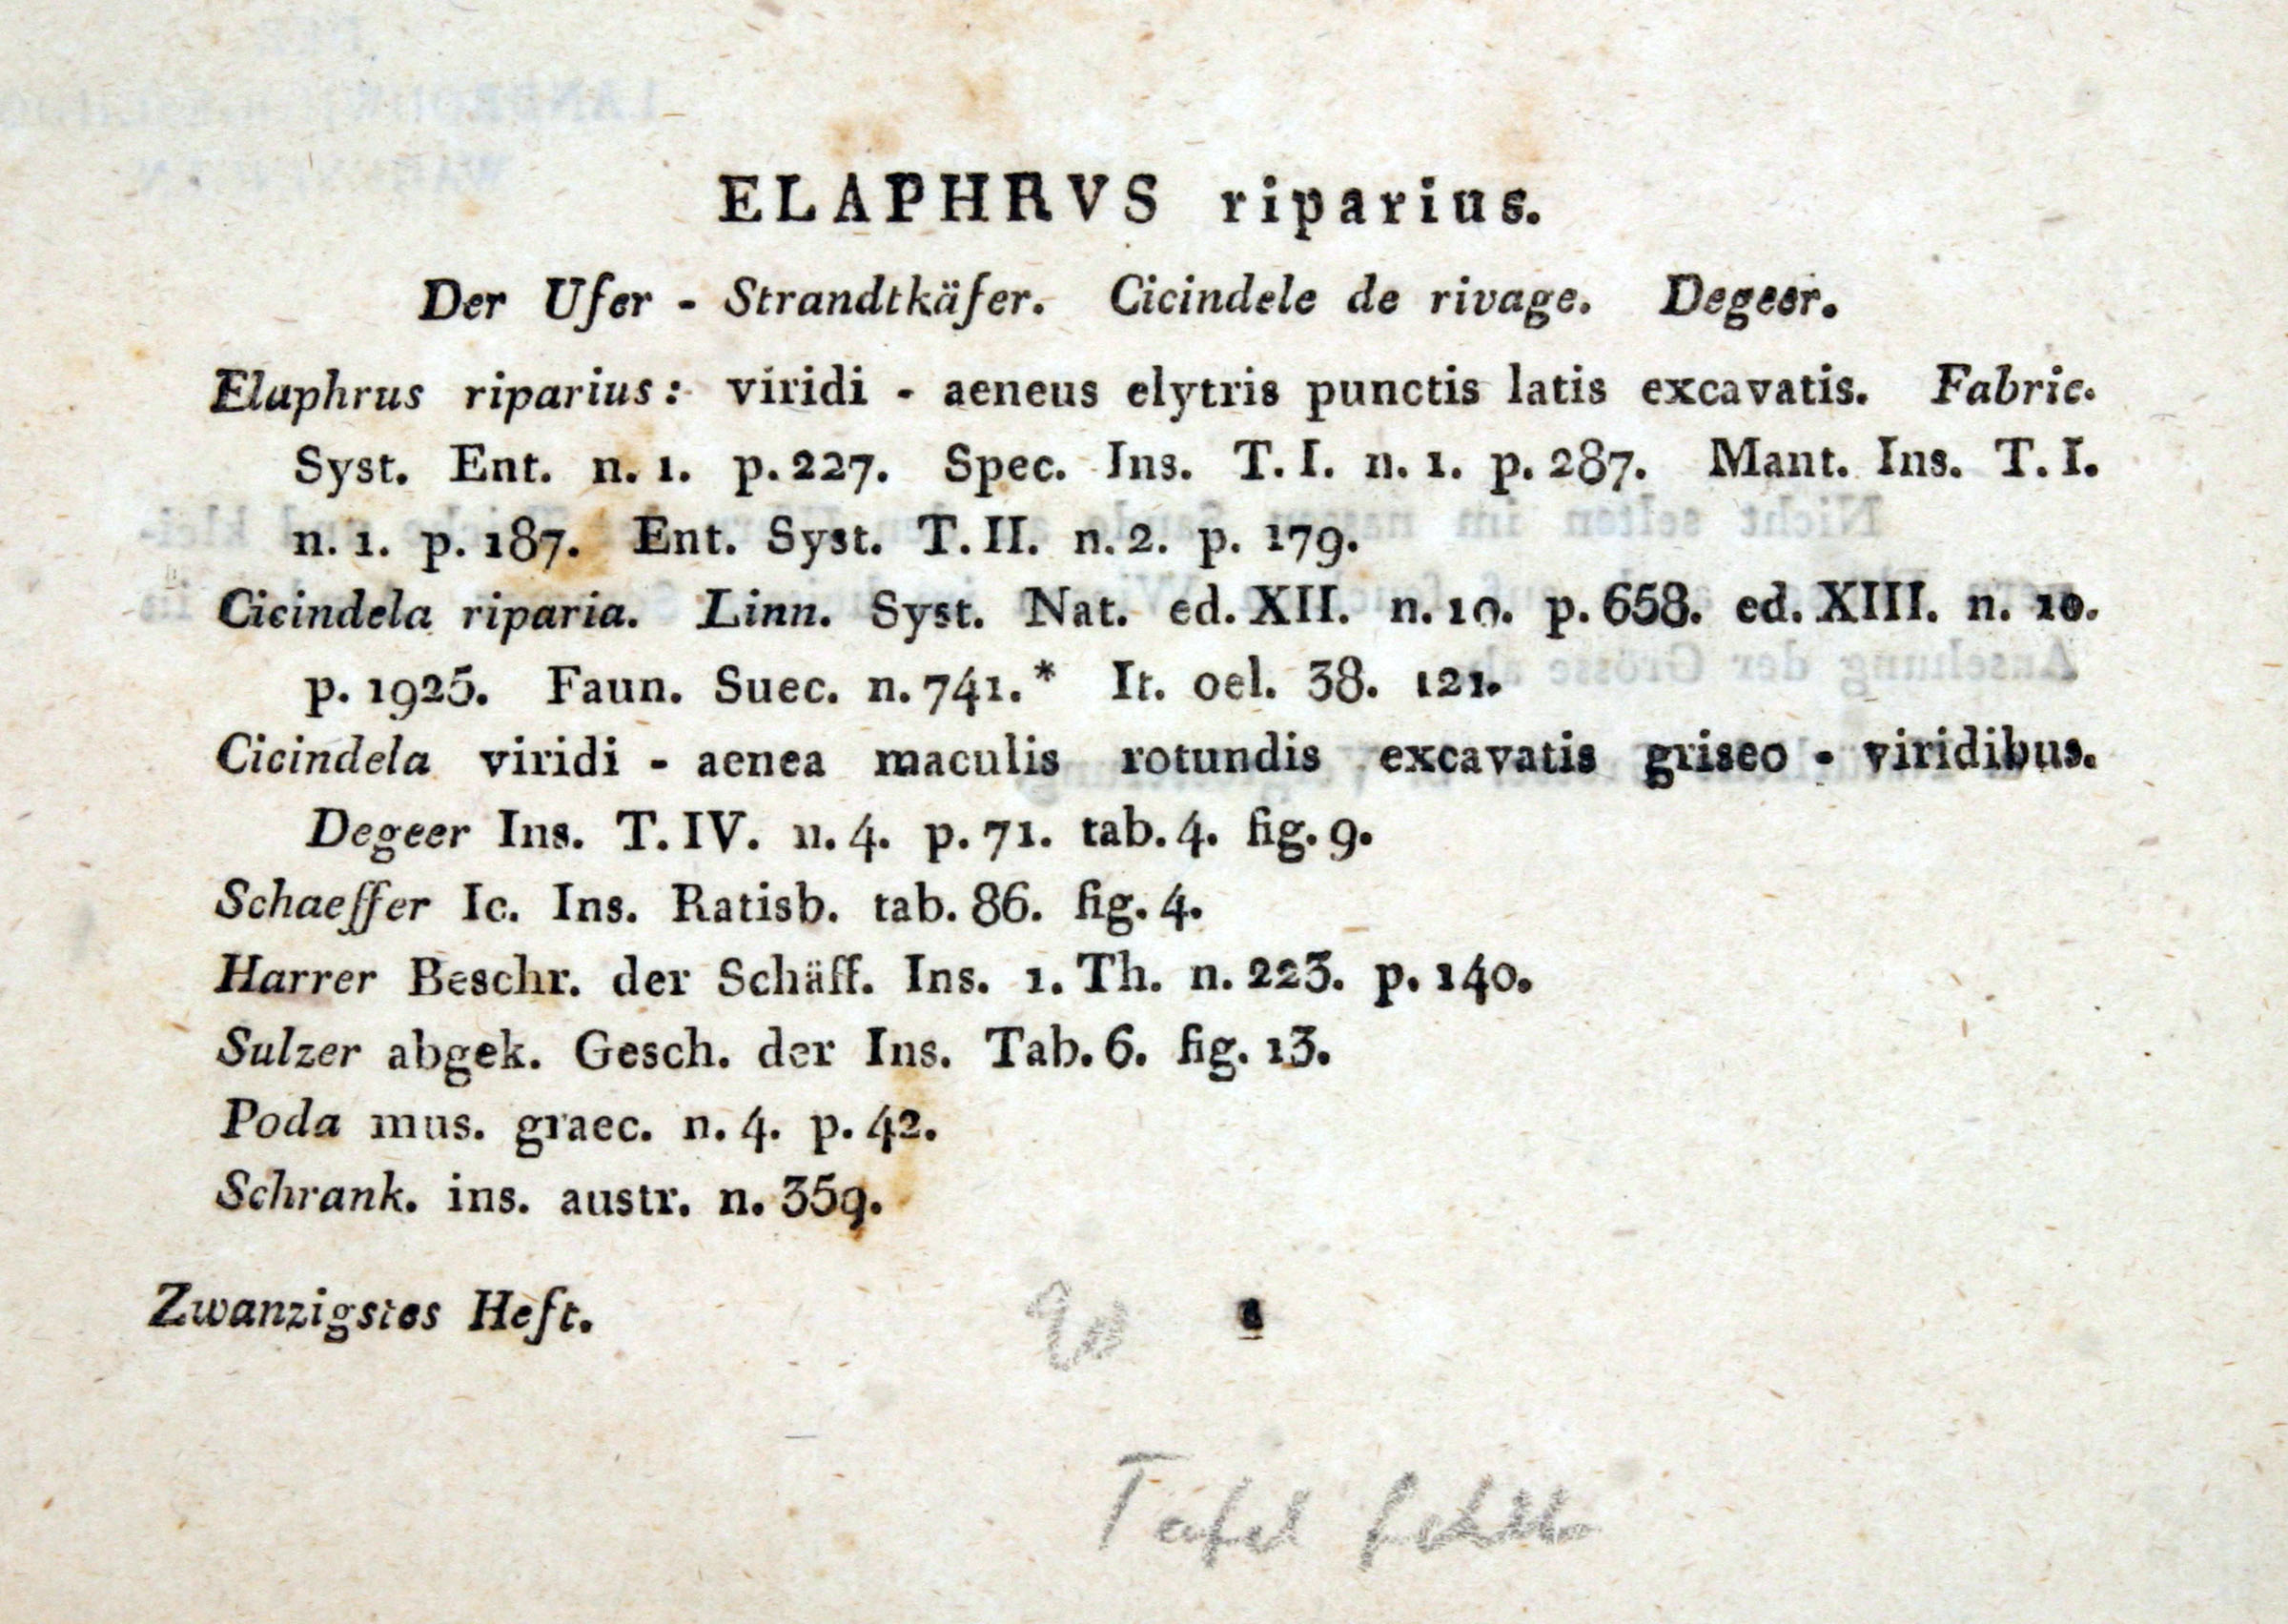 ELAPHRVS riparius.
Der Ufer - Strandtkäfer. Cicindele de rivage. Degeer.
Elaphrus riparius: viridi - aeneus elytris punctis latis excavatis. Fabric.
Syst. Ent. n. 1. p. 227. Spec. Ins. T. I. n. 1. p. 287. Mant. Ins. T. I.
n. 1. p. 187. Ent. Syst. T. II. n. 2. p. 179.
Cicindela riparia. Linn. Syst. Nat. ed. XII. n. 10. p. 658. ed. XIII. n. 10.
p. 1925. Faun. Suec. n. 741.* It. oel. 38. 121.
Cicindela viridi - aenea maculis rotundis excavatis griseo - viridibus.
Degeer Ins. T. IV. n. 4. p. 71. tab. 4. fig. 9.
Schaeffer Ic. Ins. Ratisb. tab. 86. fig. 4.
Harrer Beschr. der Schäff. Ins. 1. Th. n. 223. p. 140.
Sulzer abgek. Gesch. der Ins. Tab. 6. fig. 13.
Poda mus. graec. n. 4. p. 42.
Schrank. ins. austr. n. 359.
Zwanzigstes Heft. 20
Tafel fehlt